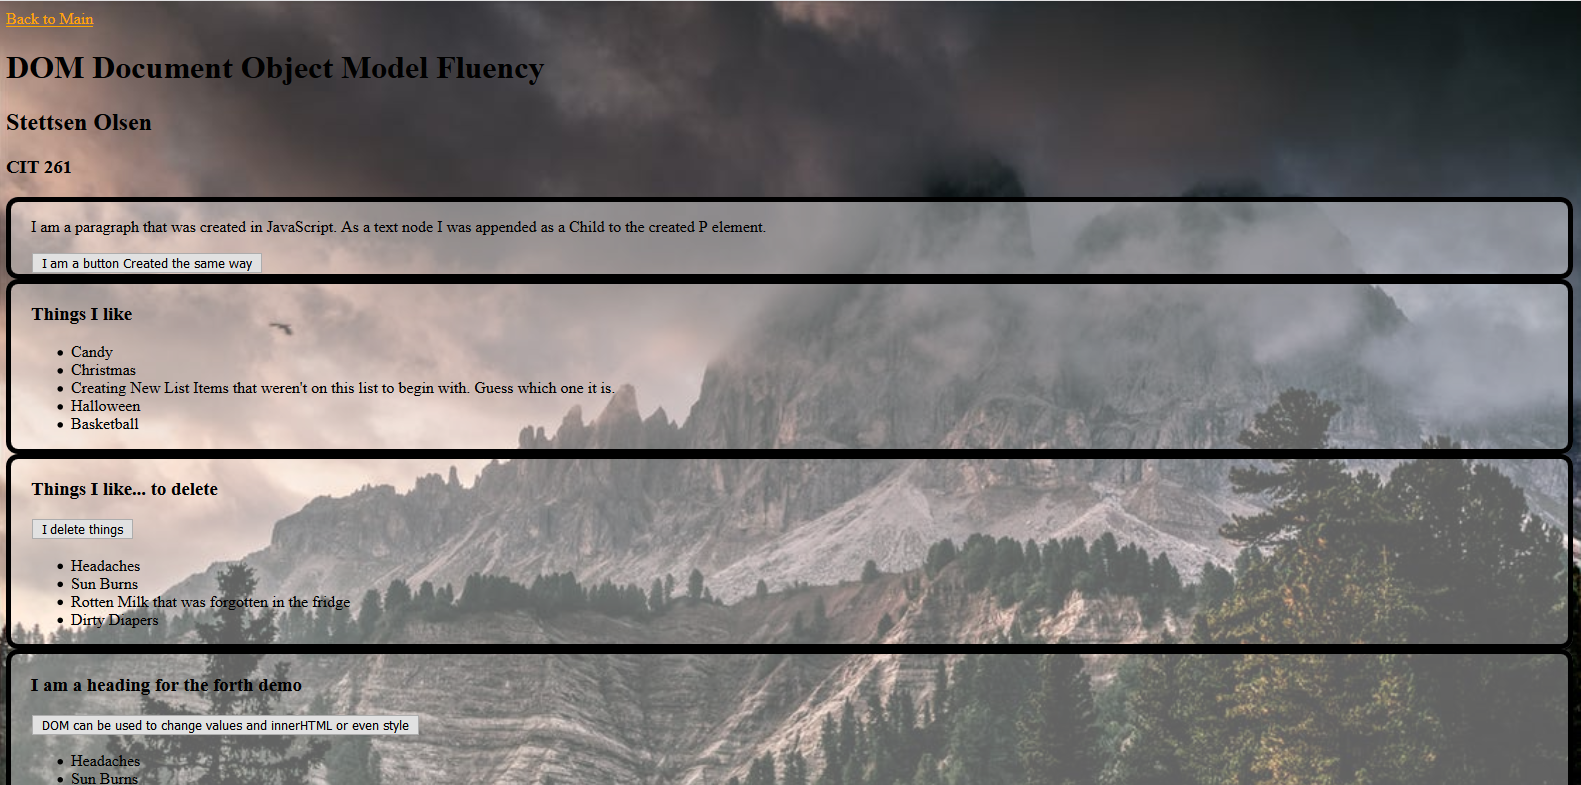 Back to Main
DOM Document Object Model Fluency
Stettsen Olsen
CIT 261
I am a paragraph that was created in JavaScript. As a text node I was appended as a Child to the created P element.
I am a button Created the same way
Things I like
Candy
Christmas
Creating New List Items that weren't on this list to begin with. Guess which one it is.
Halloween
Basketball
Things I like... to delete
I delete things
Headaches
Sun Burns
Rotten Milk that was forgotten in the fridge
Dirty Diapers
I am a heading for the forth demo
DOM can be used to change values and innerHTML or even style
Headaches
Sun Burns